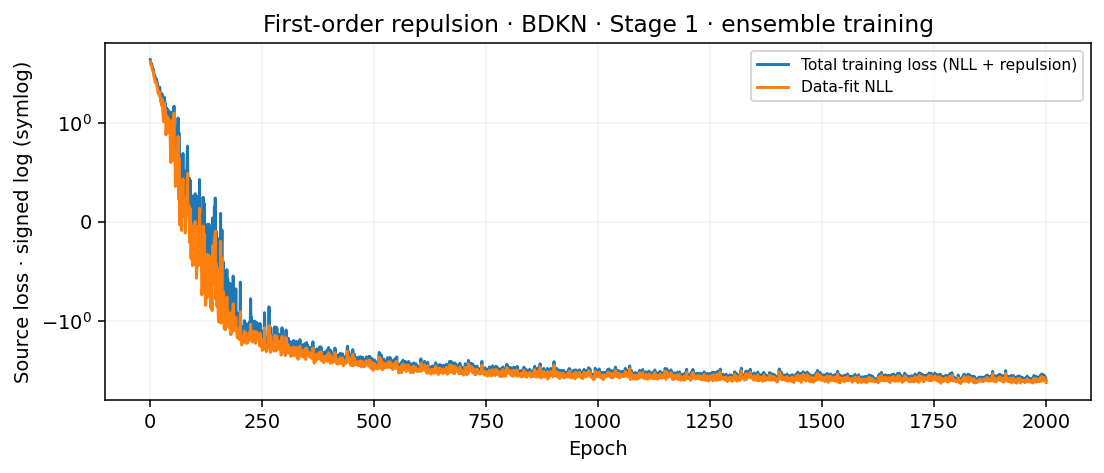 First-order repulsion · BDKN · Stage 1 · ensemble training
Total training loss (NLL + repulsion)
Data-fit NLL
Source loss · signed log (symlog)
10⁰
0
−10⁰
0 250 500 750 1000 1250 1500 1750 2000
Epoch